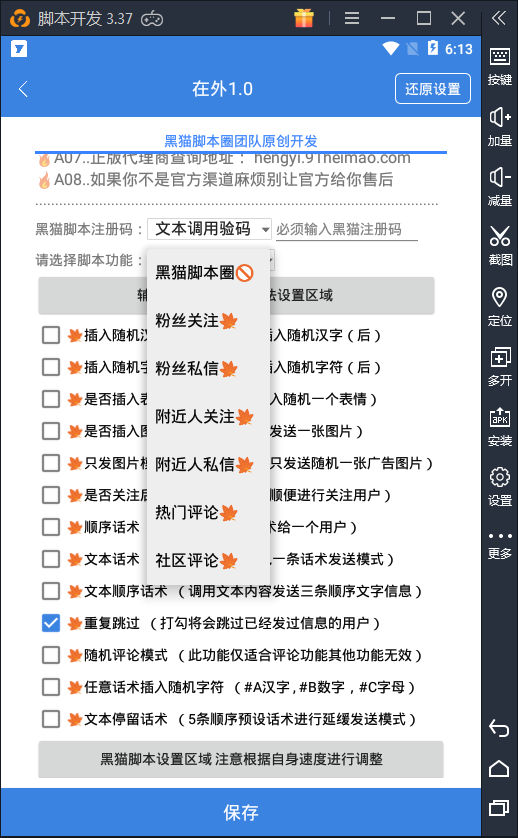 脚本开发 3.37
6:13
在外1.0
还原设置
黑猫脚本圈团队原创开发
A07..正版代理商查询地址： hengyi.91heimao.com
A08..如果你不是官方渠道麻烦别让官方给你售后
黑猫脚本注册码： 文本调用验码 必须输入黑猫注册码
请选择脚本功能：
黑猫脚本圈
粉丝关注
粉丝私信
附近人关注
附近人私信
热门评论
社区评论
法设置区域
插入随机汉
插入随机汉字（后）
插入随机字
插入随机字符（后）
是否插入表
入随机一个表情）
是否插入图
发送一张图片）
只发图片模
只发送随机一张广告图片）
是否关注后
顺便进行关注用户）
顺序话术
术给一个用户）
文本话术
一条话术发送模式）
文本顺序话术 （调用文本内容发送三条顺序文字信息）
重复跳过 （打勾将会跳过已经发过信息的用户）
随机评论模式 （此功能仅适合评论功能其他功能无效）
任意话术插入随机字符 （#A汉字,#B数字，#C字母）
文本停留话术 （5条顺序预设话术进行延缓发送模式）
黑猫脚本设置区域 注意根据自身速度进行调整
保存
按键
加量
减量
截图
定位
多开
APK
安装
设置
更多